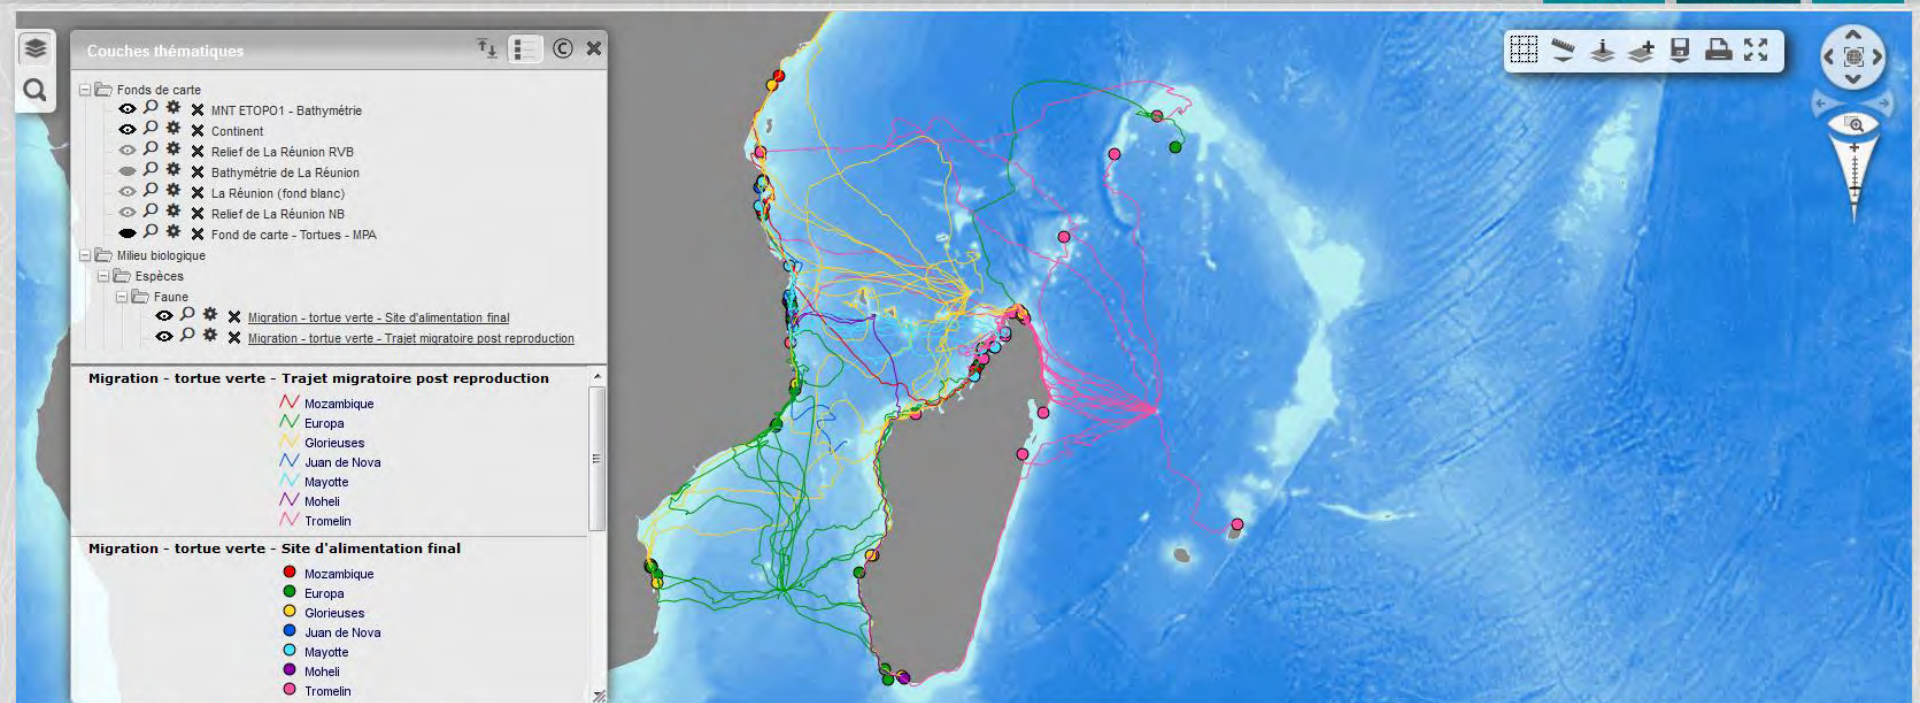 Couches thématiques
Fonds de carte
MNT ETOPO1 - Bathymétrie
Continent
Relief de La Réunion RVB
Bathymétrie de La Réunion
La Réunion (fond blanc)
Relief de La Réunion NB
Fond de carte - Tortues - MPA
Milieu biologique
Espèces
Faune
Migration - tortue verte - Site d'alimentation final
Migration - tortue verte - Trajet migratoire post reproduction
Migration - tortue verte - Trajet migratoire post reproduction
Mozambique
Europa
Glorieuses
Juan de Nova
Mayotte
Moheli
Tromelin
Migration - tortue verte - Site d'alimentation final
Mozambique
Europa
Glorieuses
Juan de Nova
Mayotte
Moheli
Tromelin